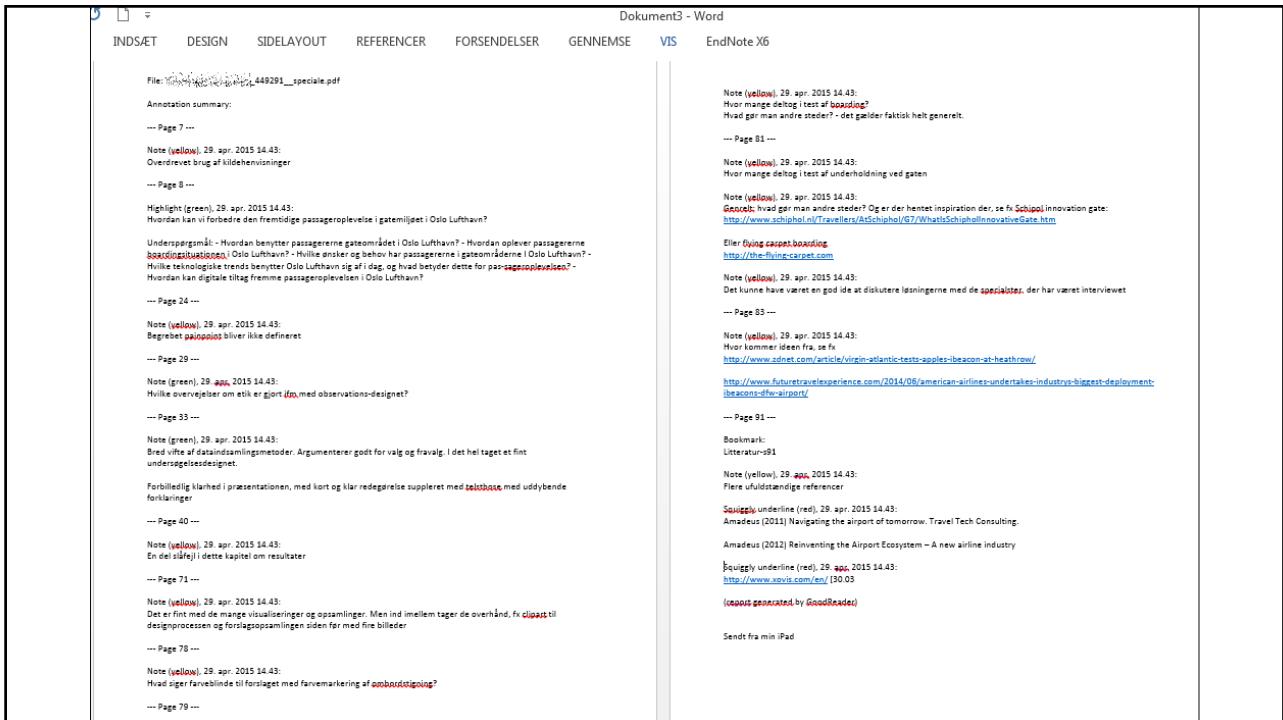 Dokument3 - Word
INDSÆT DESIGN SIDELAYOUT REFERENCER FORSENDELSER GENNEMSE VIS EndNote X6
File: _449291__speciale.pdf
Annotation summary:
--- Page 7 ---
Note (yellow), 29. apr. 2015 14.43:
Overdrevet brug af kildehenvisninger
--- Page 8 ---
Highlight (green), 29. apr. 2015 14.43:
Hvordan kan vi forbedre den fremtidige passageroplevelse i gatemiljøet i Oslo Lufthavn?
Underspørgsmål: - Hvordan benytter passagererne gateområdet i Oslo Lufthavn? - Hvordan oplever passagererne
boardingsituationen i Oslo Lufthavn? - Hvilke ønsker og behov har passagererne i gateområderne I Oslo Lufthavn? -
Hvilke teknologiske trends benytter Oslo Lufthavn sig af i dag, og hvad betyder dette for pas-sageroplevelsen? -
Hvordan kan digitale tiltag fremme passageroplevelsen i Oslo Lufthavn?
--- Page 24 ---
Note (yellow), 29. apr. 2015 14.43:
Begrebet painpoint bliver ikke defineret
--- Page 29 ---
Note (green), 29. apr. 2015 14.43:
Hvilke overvejelser om etik er gjort ifm med observations-designet?
--- Page 33 ---
Note (green), 29. apr. 2015 14.43:
Bred vifte af dataindsamlingsmetoder. Argumenterer godt for valg og fravalg. I det hel taget et fint
undersøgelsesdesignet.
Forbilledlig klarhed i præsentationen, med kort og klar redegørelse suppleret med tekstbose med uddybende
forklaringer
--- Page 40 ---
Note (yellow), 29. apr. 2015 14.43:
En del slåfejl i dette kapitel om resultater
--- Page 71 ---
Note (yellow), 29. apr. 2015 14.43:
Det er fint med de mange visualiseringer og opsamlinger. Men ind imellem tager de overhånd, fx clipart til
designprocessen og forslagsopsamlingen siden før med fire billeder
--- Page 78 ---
Note (yellow), 29. apr. 2015 14.43:
Hvad siger farveblinde til forslaget med farvemarkering af ombordstigning?
--- Page 79 ---
Note (yellow), 29. apr. 2015 14.43:
Hvor mange deltog i test af boarding?
Hvad gør man andre steder? - det gælder faktisk helt generelt.
--- Page 81 ---
Note (yellow), 29. apr. 2015 14.43:
Hvor mange deltog i test af underholdning ved gaten
Note (yellow), 29. apr. 2015 14.43:
Genrelt: hvad gør man andre steder? Og er der hentet inspiration der, se fx Schipol innovation gate:
http://www.schiphol.nl/Travellers/AtSchiphol/G7/WhatIsSchipholInnovativeGate.htm
Eller flying carpet boarding
http://the-flying-carpet.com
Note (yellow), 29. apr. 2015 14.43:
Det kunne have været en god ide at diskutere løsningerne med de specialster, der har været interviewet
--- Page 83 ---
Note (yellow), 29. apr. 2015 14.43:
Hvor kommer ideen fra, se fx
http://www.zdnet.com/article/virgin-atlantic-tests-apples-ibeacon-at-heathrow/
http://www.futuretravelexperience.com/2014/06/american-airlines-undertakes-industrys-biggest-deployment-
ibeacons-dfw-airport/
--- Page 91 ---
Bookmark:
Litteratur-s91
Note (yellow), 29. apr. 2015 14.43:
Flere ufuldstændige referencer
Squiggly underline (red), 29. apr. 2015 14.43:
Amadeus (2011) Navigating the airport of tomorrow. Travel Tech Consulting.
Amadeus (2012) Reinventing the Airport Ecosystem – A new airline industry
Squiggly underline (red), 29. apr. 2015 14.43:
http://www.xovis.com/en/ [30.03
(report generated by GoodReader)
Sendt fra min iPad